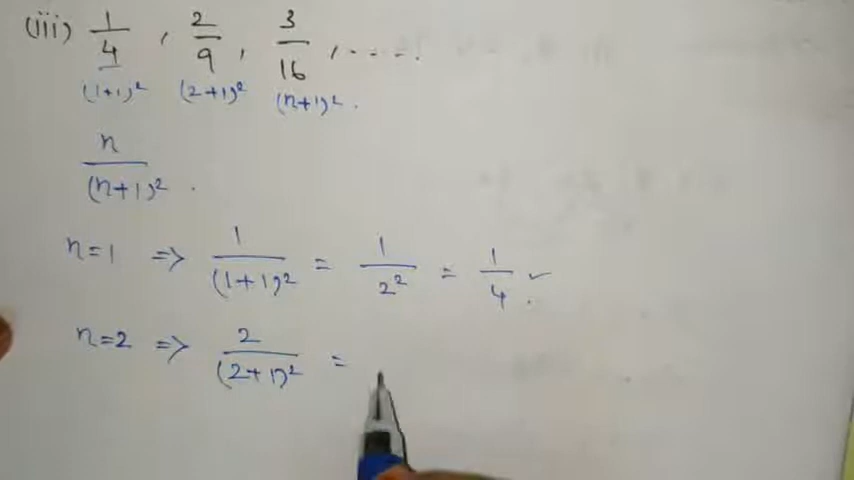 (iii) 1/4 , 2/9 , 3/16 , .....
(1+1)² (2+1)² (n+1)² .
n/(n+1)² .
n=1 => 1/(1+1)² = 1/2² = 1/4 ✓ .
n=2 => 2/(2+1)² =